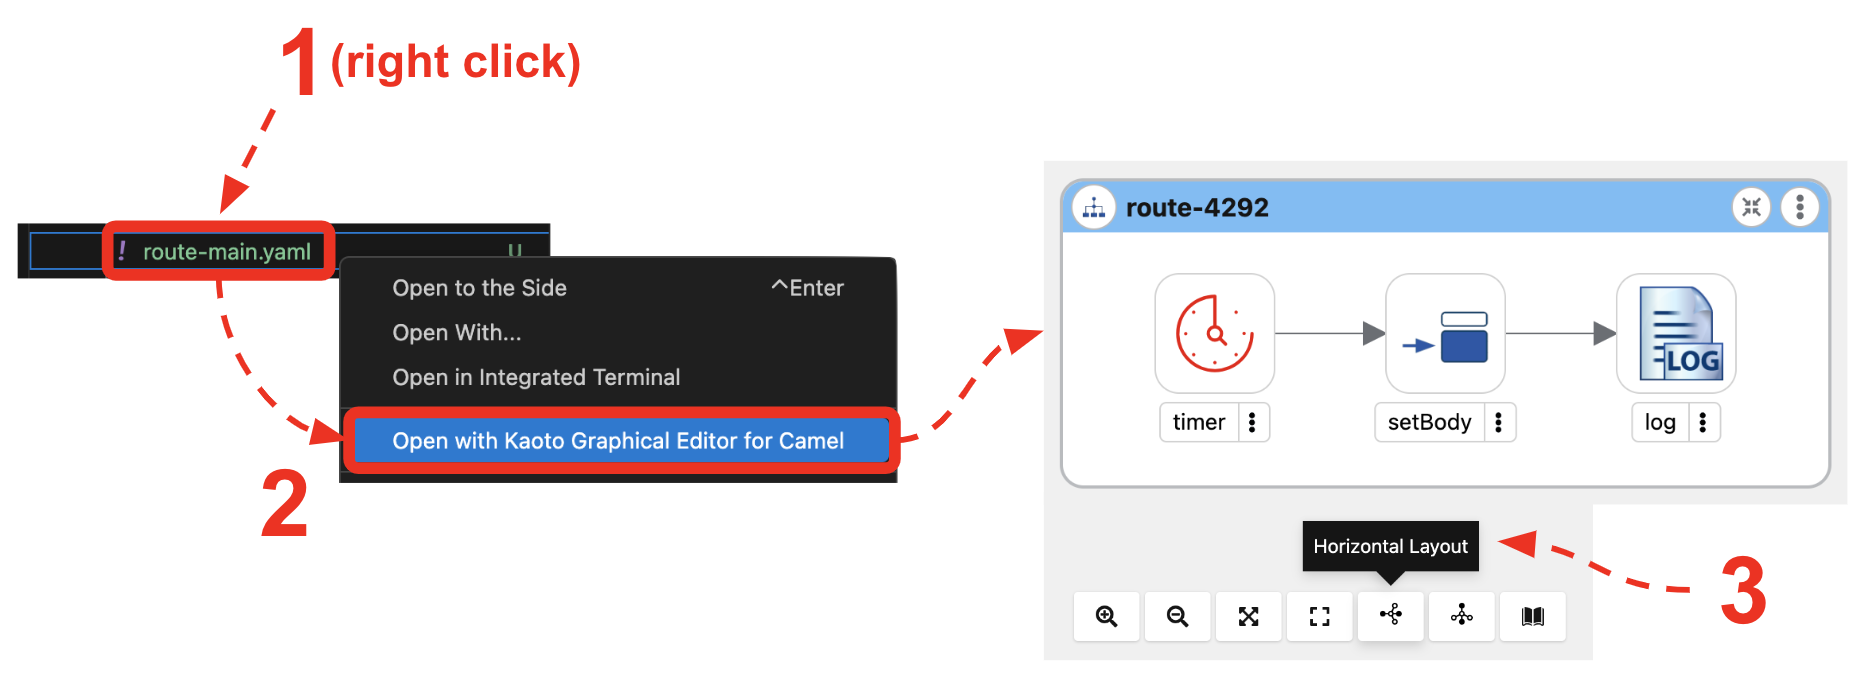 1 (right click)
! route-main.yaml U
Open to the Side ^Enter
Open With...
Open in Integrated Terminal
Open with Kaoto Graphical Editor for Camel
2
route-4292
LOG
timer setBody log
Horizontal Layout
3